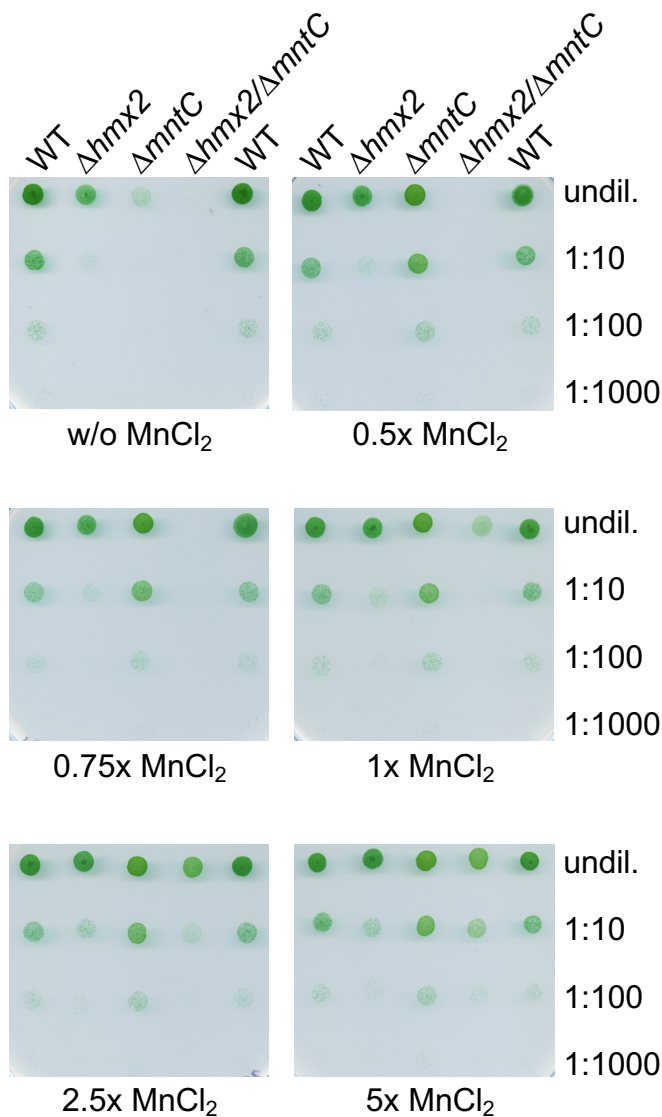 WT Δhmx2 ΔmntC Δhmx2/ΔmntC WT WT Δhmx2 ΔmntC Δhmx2/ΔmntC WT
undil.
1:10
1:100
1:1000
w/o MnCl₂ 0.5x MnCl₂
undil.
1:10
1:100
1:1000
0.75x MnCl₂ 1x MnCl₂
undil.
1:10
1:100
1:1000
2.5x MnCl₂ 5x MnCl₂